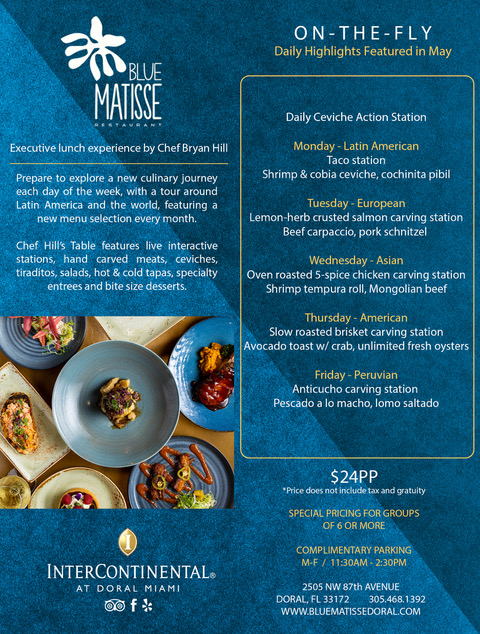 BLUE
MATISSE
RESTAURANT
Executive lunch experience by Chef Bryan Hill
Prepare to explore a new culinary journey
each day of the week, with a tour around
Latin America and the world, featuring a
new menu selection every month.
Chef Hill's Table features live interactive
stations, hand carved meats, ceviches,
tiraditos, salads, hot & cold tapas, specialty
entrees and bite size desserts.
I
INTERCONTINENTAL®
AT DORAL MIAMI
ON-THE-FLY
Daily Highlights Featured in May
Daily Ceviche Action Station
Monday - Latin American
Taco station
Shrimp & cobia ceviche, cochinita pibil
Tuesday - European
Lemon-herb crusted salmon carving station
Beef carpaccio, pork schnitzel
Wednesday - Asian
Oven roasted 5-spice chicken carving station
Shrimp tempura roll, Mongolian beef
Thursday - American
Slow roasted brisket carving station
Avocado toast w/ crab, unlimited fresh oysters
Friday - Peruvian
Anticucho carving station
Pescado a lo macho, lomo saltado
$24PP
*Price does not include tax and gratuity
SPECIAL PRICING FOR GROUPS
OF 6 OR MORE
COMPLIMENTARY PARKING
M-F / 11:30AM - 2:30PM
2505 NW 87th AVENUE
DORAL, FL 33172 305.468.1392
WWW.BLUEMATISSEDORAL.COM